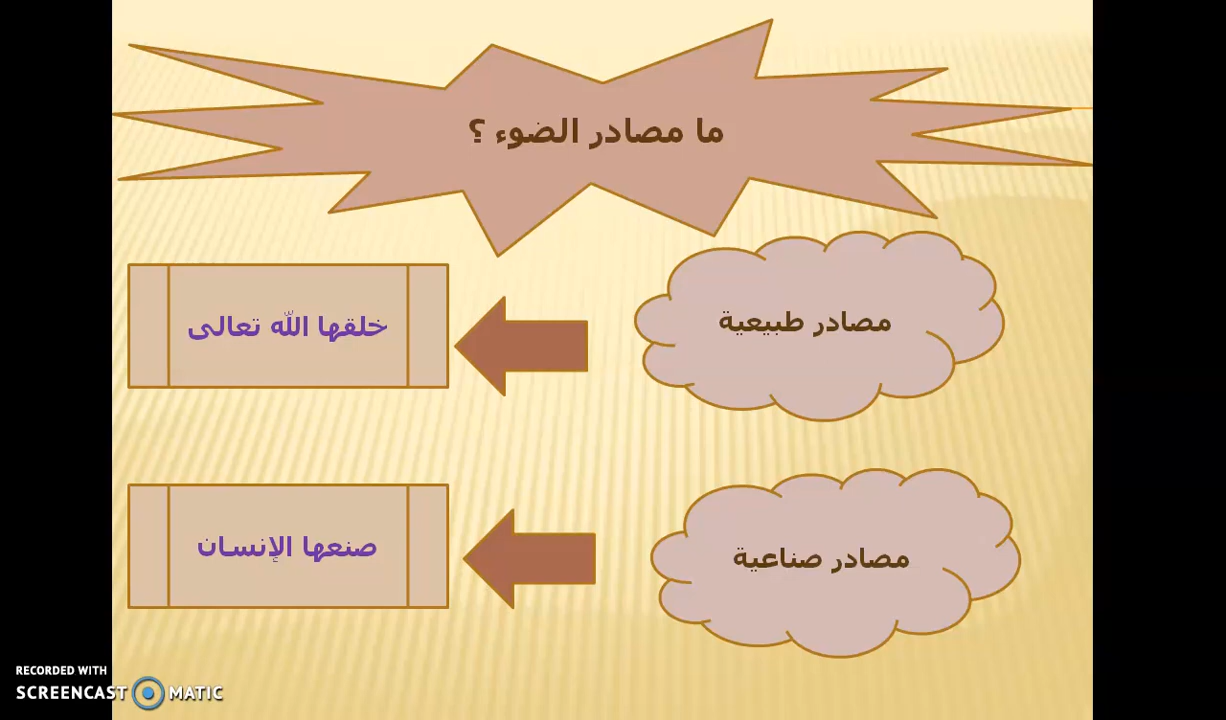 ما مصادر الضوء ؟
مصادر طبيعية
خلقها الله تعالى
مصادر صناعية
صنعها الإنسان
RECORDED WITH
SCREENCAST MATIC